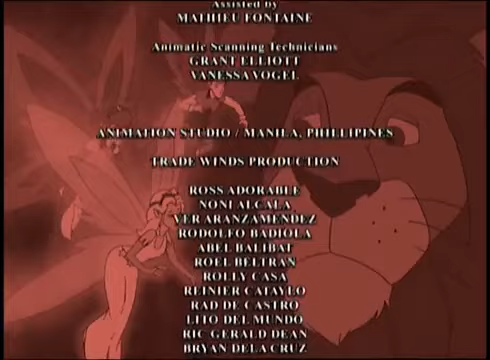 Assisted by
MATHIEU FONTAINE
Animatic Scanning Technicians
GRANT ELLIOTT
VANESSA VOGEL
ANIMATION STUDIO / MANILA, PHILLIPINES
TRADE WINDS PRODUCTION
ROSS ADORABLE
NONI ALCALA
VER ARANZAMENDEZ
RODOLFO BADIOLA
ABEL BALIBAT
ROEL BELTRAN
ROLLY CASA
REINIER CATAYLO
RAD DE CASTRO
LITO DEL MUNDO
RIC GERALD DEAN
BRYAN DELA CRUZ